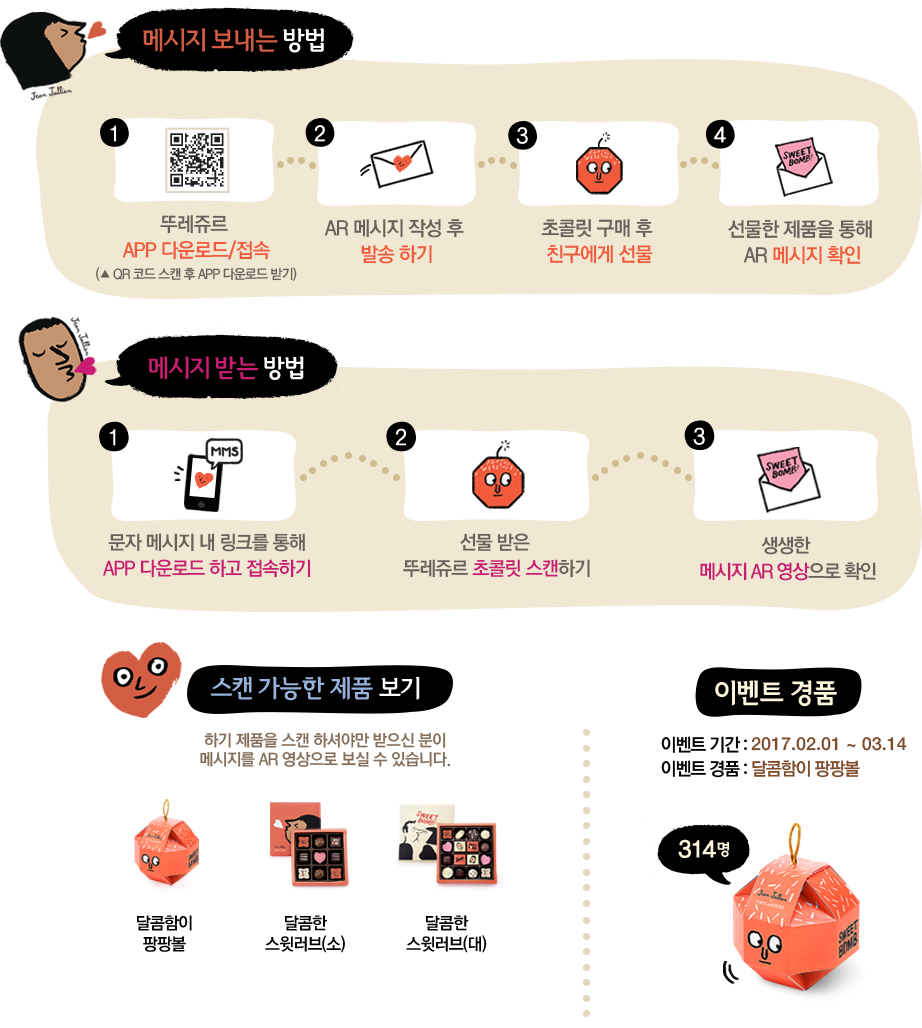 메시지 보내는 방법
Jean Jullien
1
2
3
4
SWEET
BOMB!
뚜레쥬르
APP 다운로드/접속
(▲ QR 코드 스캔 후 APP 다운로드 받기)
AR 메시지 작성 후
발송 하기
초콜릿 구매 후
친구에게 선물
선물한 제품을 통해
AR 메시지 확인
Jean Jullien
메시지 받는 방법
1
2
3
MMS
SWEET
BOMB!
문자 메시지 내 링크를 통해
APP 다운로드 하고 접속하기
선물 받은
뚜레쥬르 초콜릿 스캔하기
생생한
메시지 AR 영상으로 확인
스캔 가능한 제품 보기
하기 제품을 스캔 하셔야만 받으신 분이
메시지를 AR 영상으로 보실 수 있습니다.
SWEET
BOMB!
달콤함이
팡팡볼
달콤한
스윗러브(소)
달콤한
스윗러브(대)
이벤트 경품
이벤트 기간 : 2017.02.01 ~ 03.14
이벤트 경품 : 달콤함이 팡팡볼
314명
Jean Jullien
SWEET
BOMB